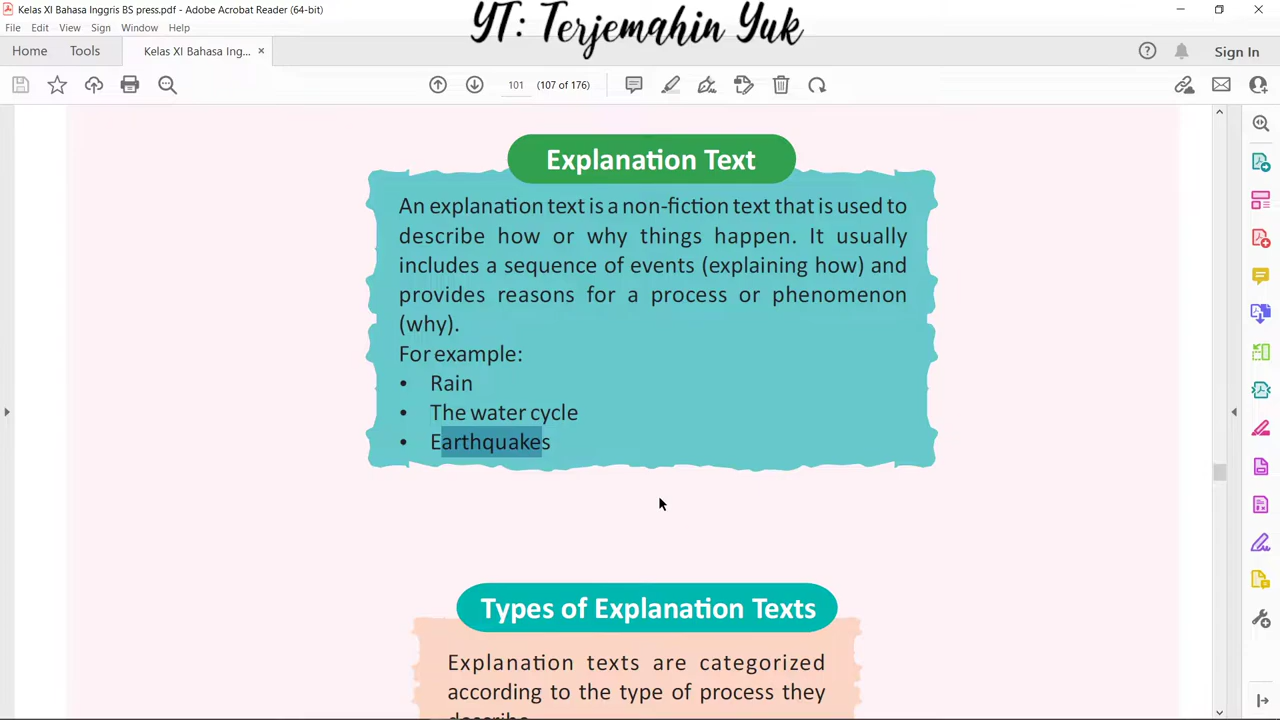 Kelas XI Bahasa Inggris BS press.pdf - Adobe Acrobat Reader (64-bit)
YT: Terjemahin Yuk
File Edit View Sign Window Help
Home Tools Kelas XI Bahasa Ing... × Sign In
101 (107 of 176)
Explanation Text
An explanation text is a non-fiction text that is used to
describe how or why things happen. It usually
includes a sequence of events (explaining how) and
provides reasons for a process or phenomenon
(why).
For example:
• Rain
• The water cycle
• Earthquakes
Types of Explanation Texts
Explanation texts are categorized
according to the type of process they
describe